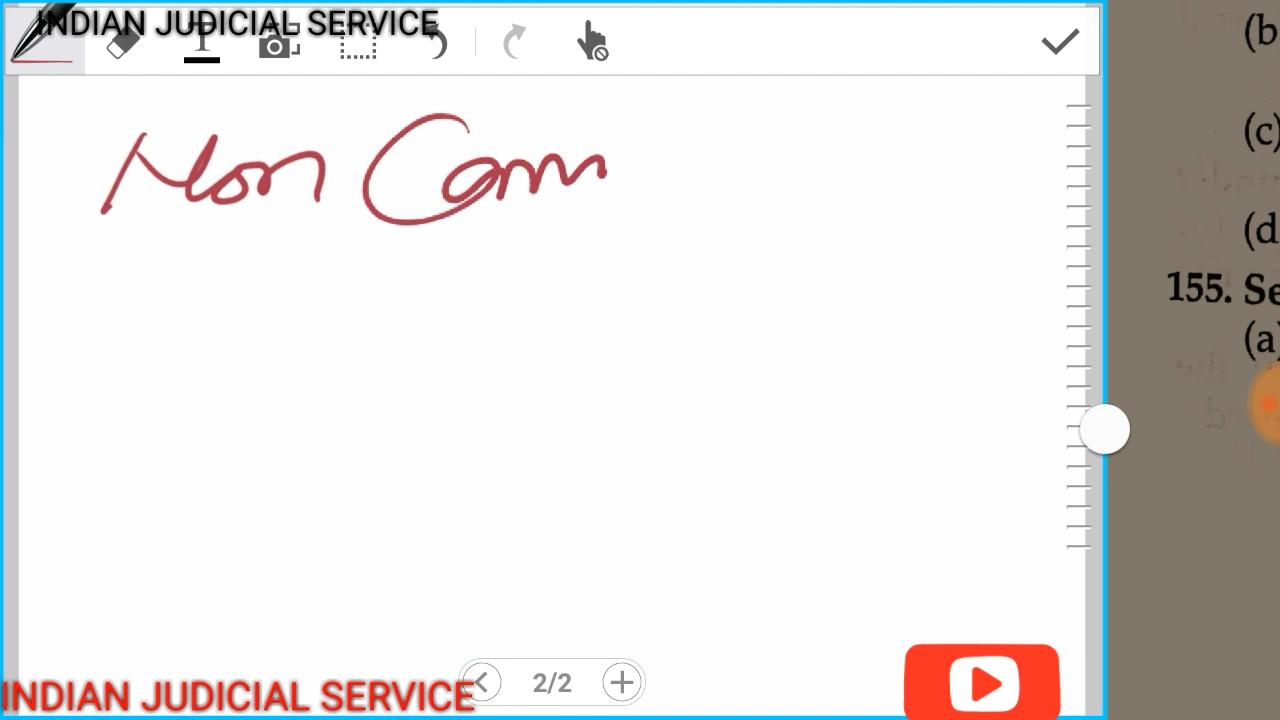 INDIAN JUDICIAL SERVICE
T
Non Com
(b
(c)
(d
155. Se
(a)
2/2
INDIAN JUDICIAL SERVICE